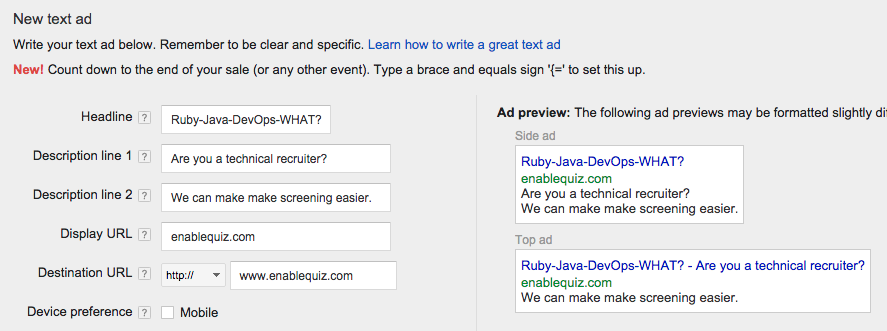 New text ad
Write your text ad below. Remember to be clear and specific. Learn how to write a great text ad
New! Count down to the end of your sale (or any other event). Type a brace and equals sign '{=' to set this up.
Headline ? Ruby-Java-DevOps-WHAT?
Description line 1 ? Are you a technical recruiter?
Description line 2 ? We can make make screening easier.
Display URL ? enablequiz.com
Destination URL ? http:// www.enablequiz.com
Device preference ? Mobile
Ad preview: The following ad previews may be formatted slightly di
Side ad
Ruby-Java-DevOps-WHAT?
enablequiz.com
Are you a technical recruiter?
We can make make screening easier.
Top ad
Ruby-Java-DevOps-WHAT? - Are you a technical recruiter?
enablequiz.com
We can make make screening easier.